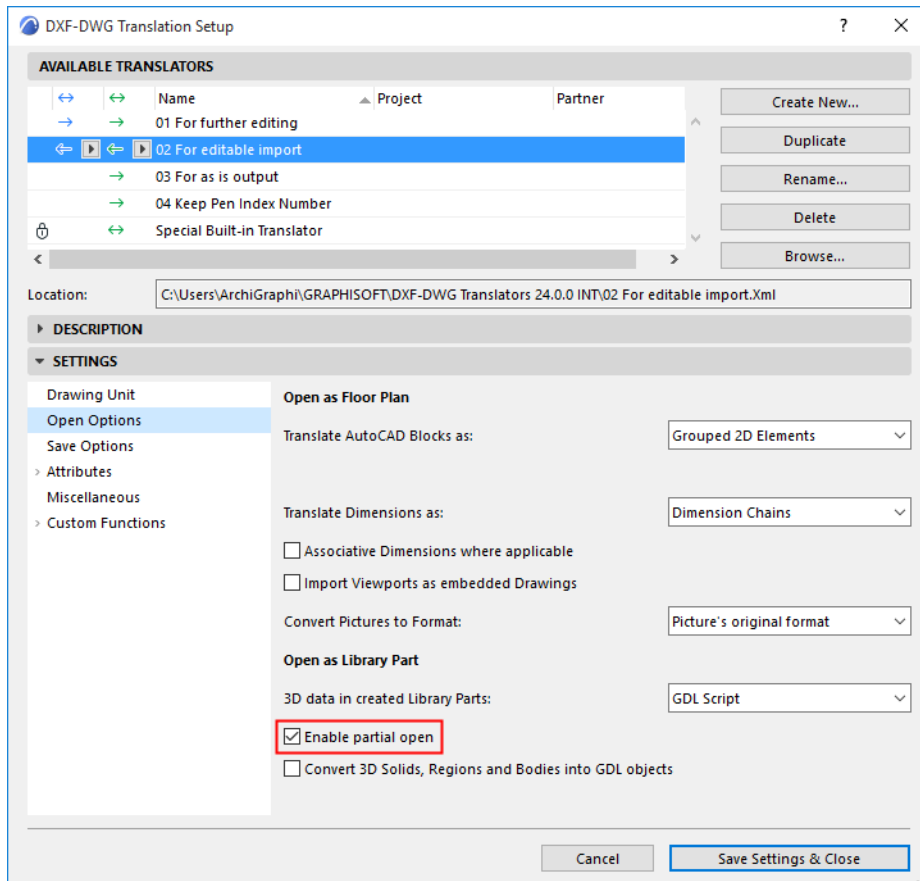 DXF-DWG Translation Setup ?
AVAILABLE TRANSLATORS
Name Project Partner
01 For further editing
02 For editable import
03 For as is output
04 Keep Pen Index Number
Special Built-in Translator
Create New...
Duplicate
Rename...
Delete
Browse...
Location: C:\Users\ArchiGraphi\GRAPHISOFT\DXF-DWG Translators 24.0.0 INT\02 For editable import.Xml
DESCRIPTION
SETTINGS
Drawing Unit
Open Options
Save Options
Attributes
Miscellaneous
Custom Functions
Open as Floor Plan
Translate AutoCAD Blocks as: Grouped 2D Elements
Translate Dimensions as: Dimension Chains
Associative Dimensions where applicable
Import Viewports as embedded Drawings
Convert Pictures to Format: Picture's original format
Open as Library Part
3D data in created Library Parts: GDL Script
Enable partial open
Convert 3D Solids, Regions and Bodies into GDL objects
Cancel Save Settings & Close